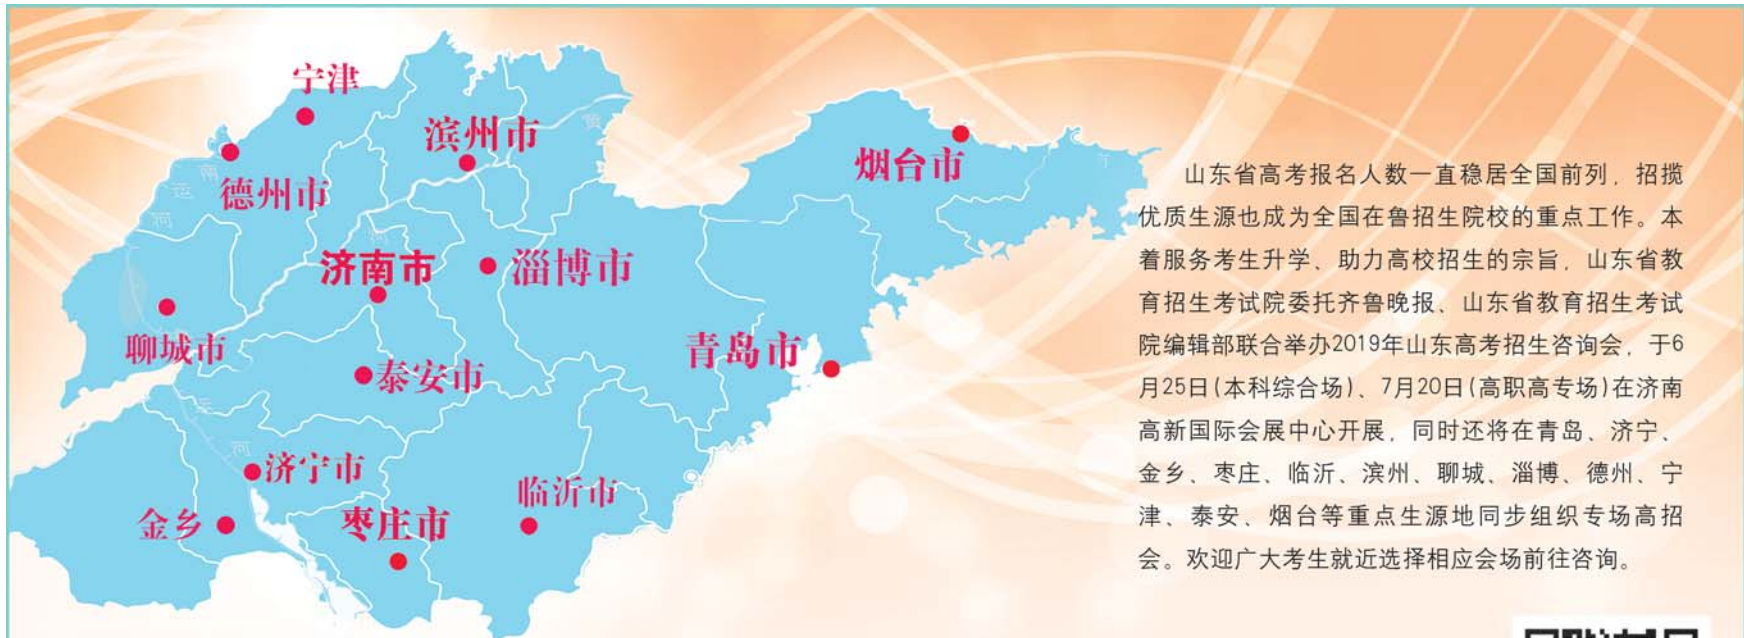 宁津
滨州市
德州市
烟台市
济南市
淄博市
聊城市
泰安市
青岛市
济宁市
临沂市
金乡
枣庄市
南
运
河
黄
河
运
河
山东省高考报名人数一直稳居全国前列，招揽
优质生源也成为全国在鲁招生院校的重点工作。本
着服务考生升学、助力高校招生的宗旨，山东省教
育招生考试院委托齐鲁晚报、山东省教育招生考试
院编辑部联合举办2019年山东高考招生咨询会，于6
月25日(本科综合场)、7月20日(高职高专场)在济南
高新国际会展中心开展，同时还将在青岛、济宁、
金乡、枣庄、临沂、滨州、聊城、淄博、德州、宁
津、泰安、烟台等重点生源地同步组织专场高招
会。欢迎广大考生就近选择相应会场前往咨询。